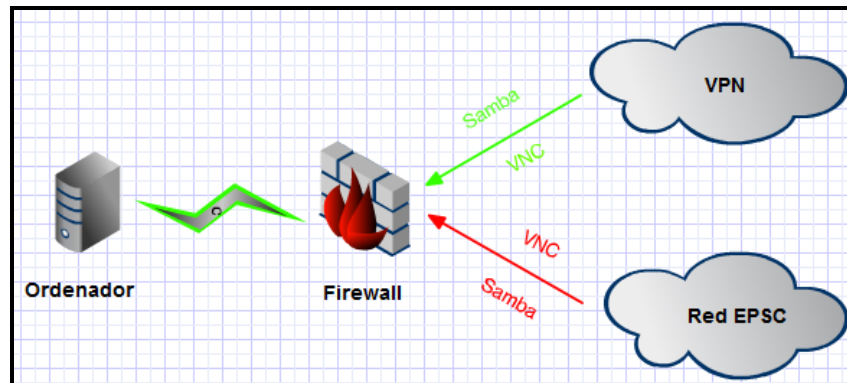 VPN
Samba
VNC
C
Ordenador
Firewall
VNC
Samba
Red EPSC